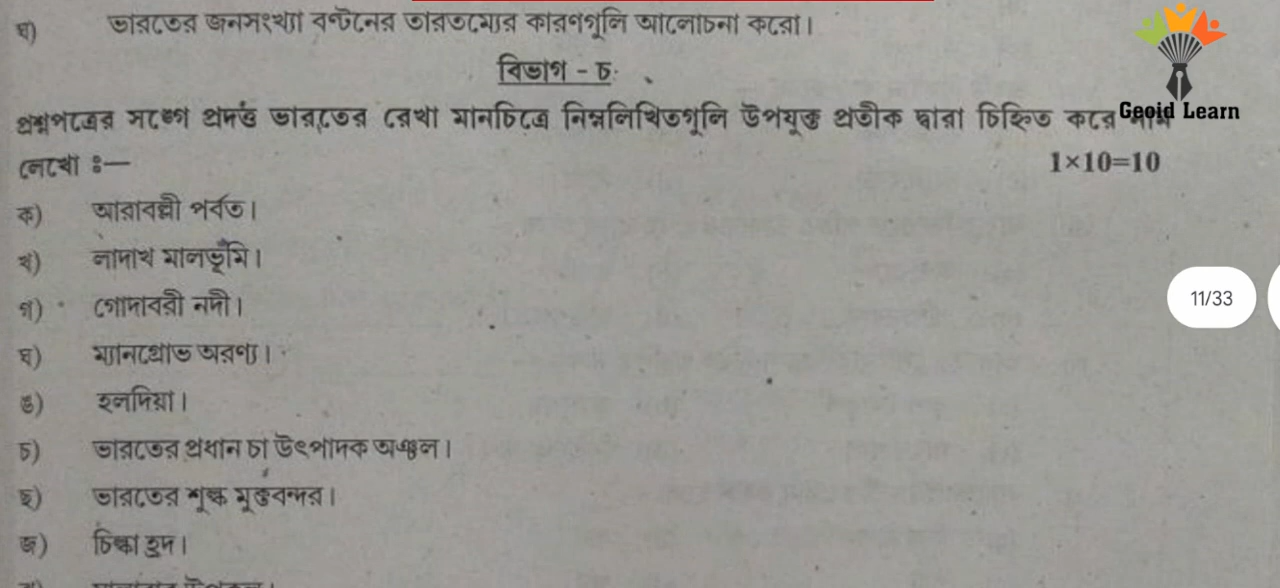 ঘ) ভারতের জনসংখ্যা বণ্টনের তারতম্যের কারণগুলি আলোচনা করো।
বিভাগ - চ
প্রশ্নপত্রের সঙ্গে প্রদত্ত ভারতের রেখা মানচিত্রে নিম্নলিখিতগুলি উপযুক্ত প্রতীক দ্বারা চিহ্নিত করে নাম
Geoid Learn
লেখো ঃ— 1×10=10
ক) আরাবল্লী পর্বত।
খ) লাদাখ মালভূমি।
গ) গোদাবরী নদী।
11/33
ঘ) ম্যানগ্রোভ অরণ্য।
ঙ) হলদিয়া।
চ) ভারতের প্রধান চা উৎপাদক অঞ্চল।
ছ) ভারতের শূল্ক মুক্তবন্দর।
জ) চিল্কা হ্রদ।